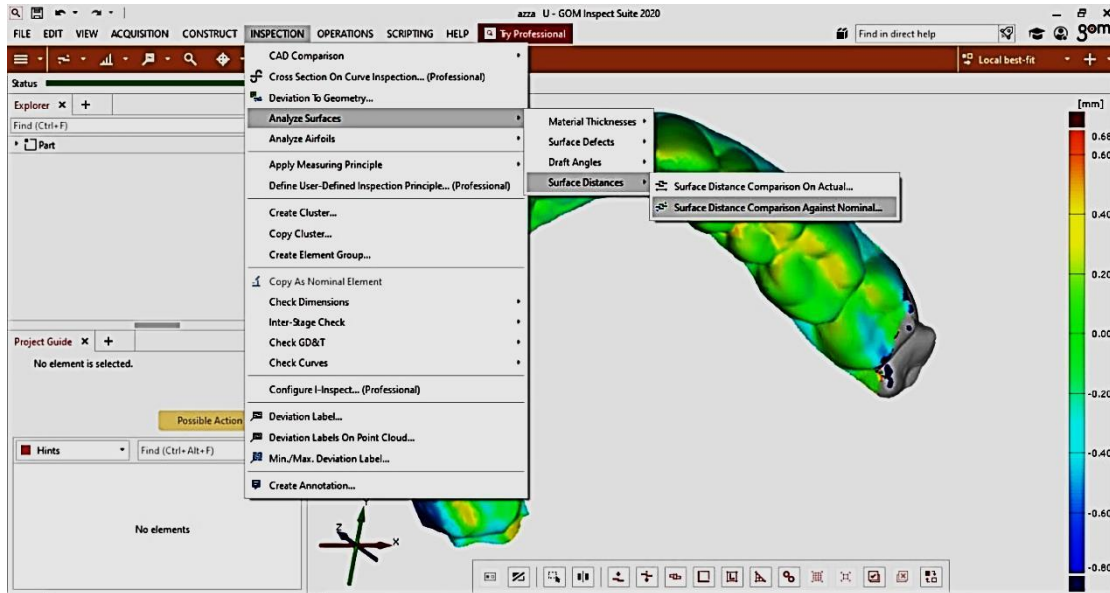 azza U - GOM Inspect Suite 2020
FILE EDIT VIEW ACQUISITION CONSTRUCT INSPECTION OPERATIONS SCRIPTING HELP Try Professional
Find in direct help
gom
Local best-fit
Status
Explorer
Find (Ctrl+F)
Part
CAD Comparison
Cross Section On Curve Inspection... (Professional)
Deviation To Geometry...
Analyze Surfaces
Analyze Airfoils
Apply Measuring Principle
Define User-Defined Inspection Principle... (Professional)
Create Cluster...
Copy Cluster...
Create Element Group...
Copy As Nominal Element
Check Dimensions
Inter-Stage Check
Check GD&T
Check Curves
Configure I-Inspect... (Professional)
Deviation Label...
Deviation Labels On Point Cloud...
Min./Max. Deviation Label...
Create Annotation...
Material Thicknesses
Surface Defects
Draft Angles
Surface Distances
Surface Distance Comparison On Actual...
Surface Distance Comparison Against Nominal...
Project Guide
No element is selected.
Possible Action
Hints
Find (Ctrl+Alt+F)
No elements
Z
X
[mm]
0.60
0.40
0.20
0.00
-0.20
-0.40
-0.60
-0.80